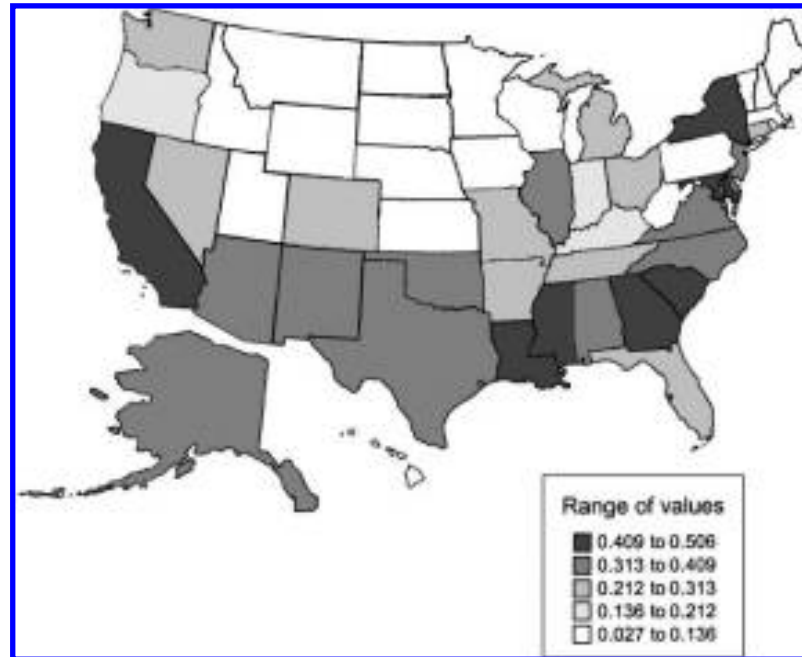 Range of values
0.409 to 0.506
0.313 to 0.409
0.212 to 0.313
0.136 to 0.212
0.027 to 0.136